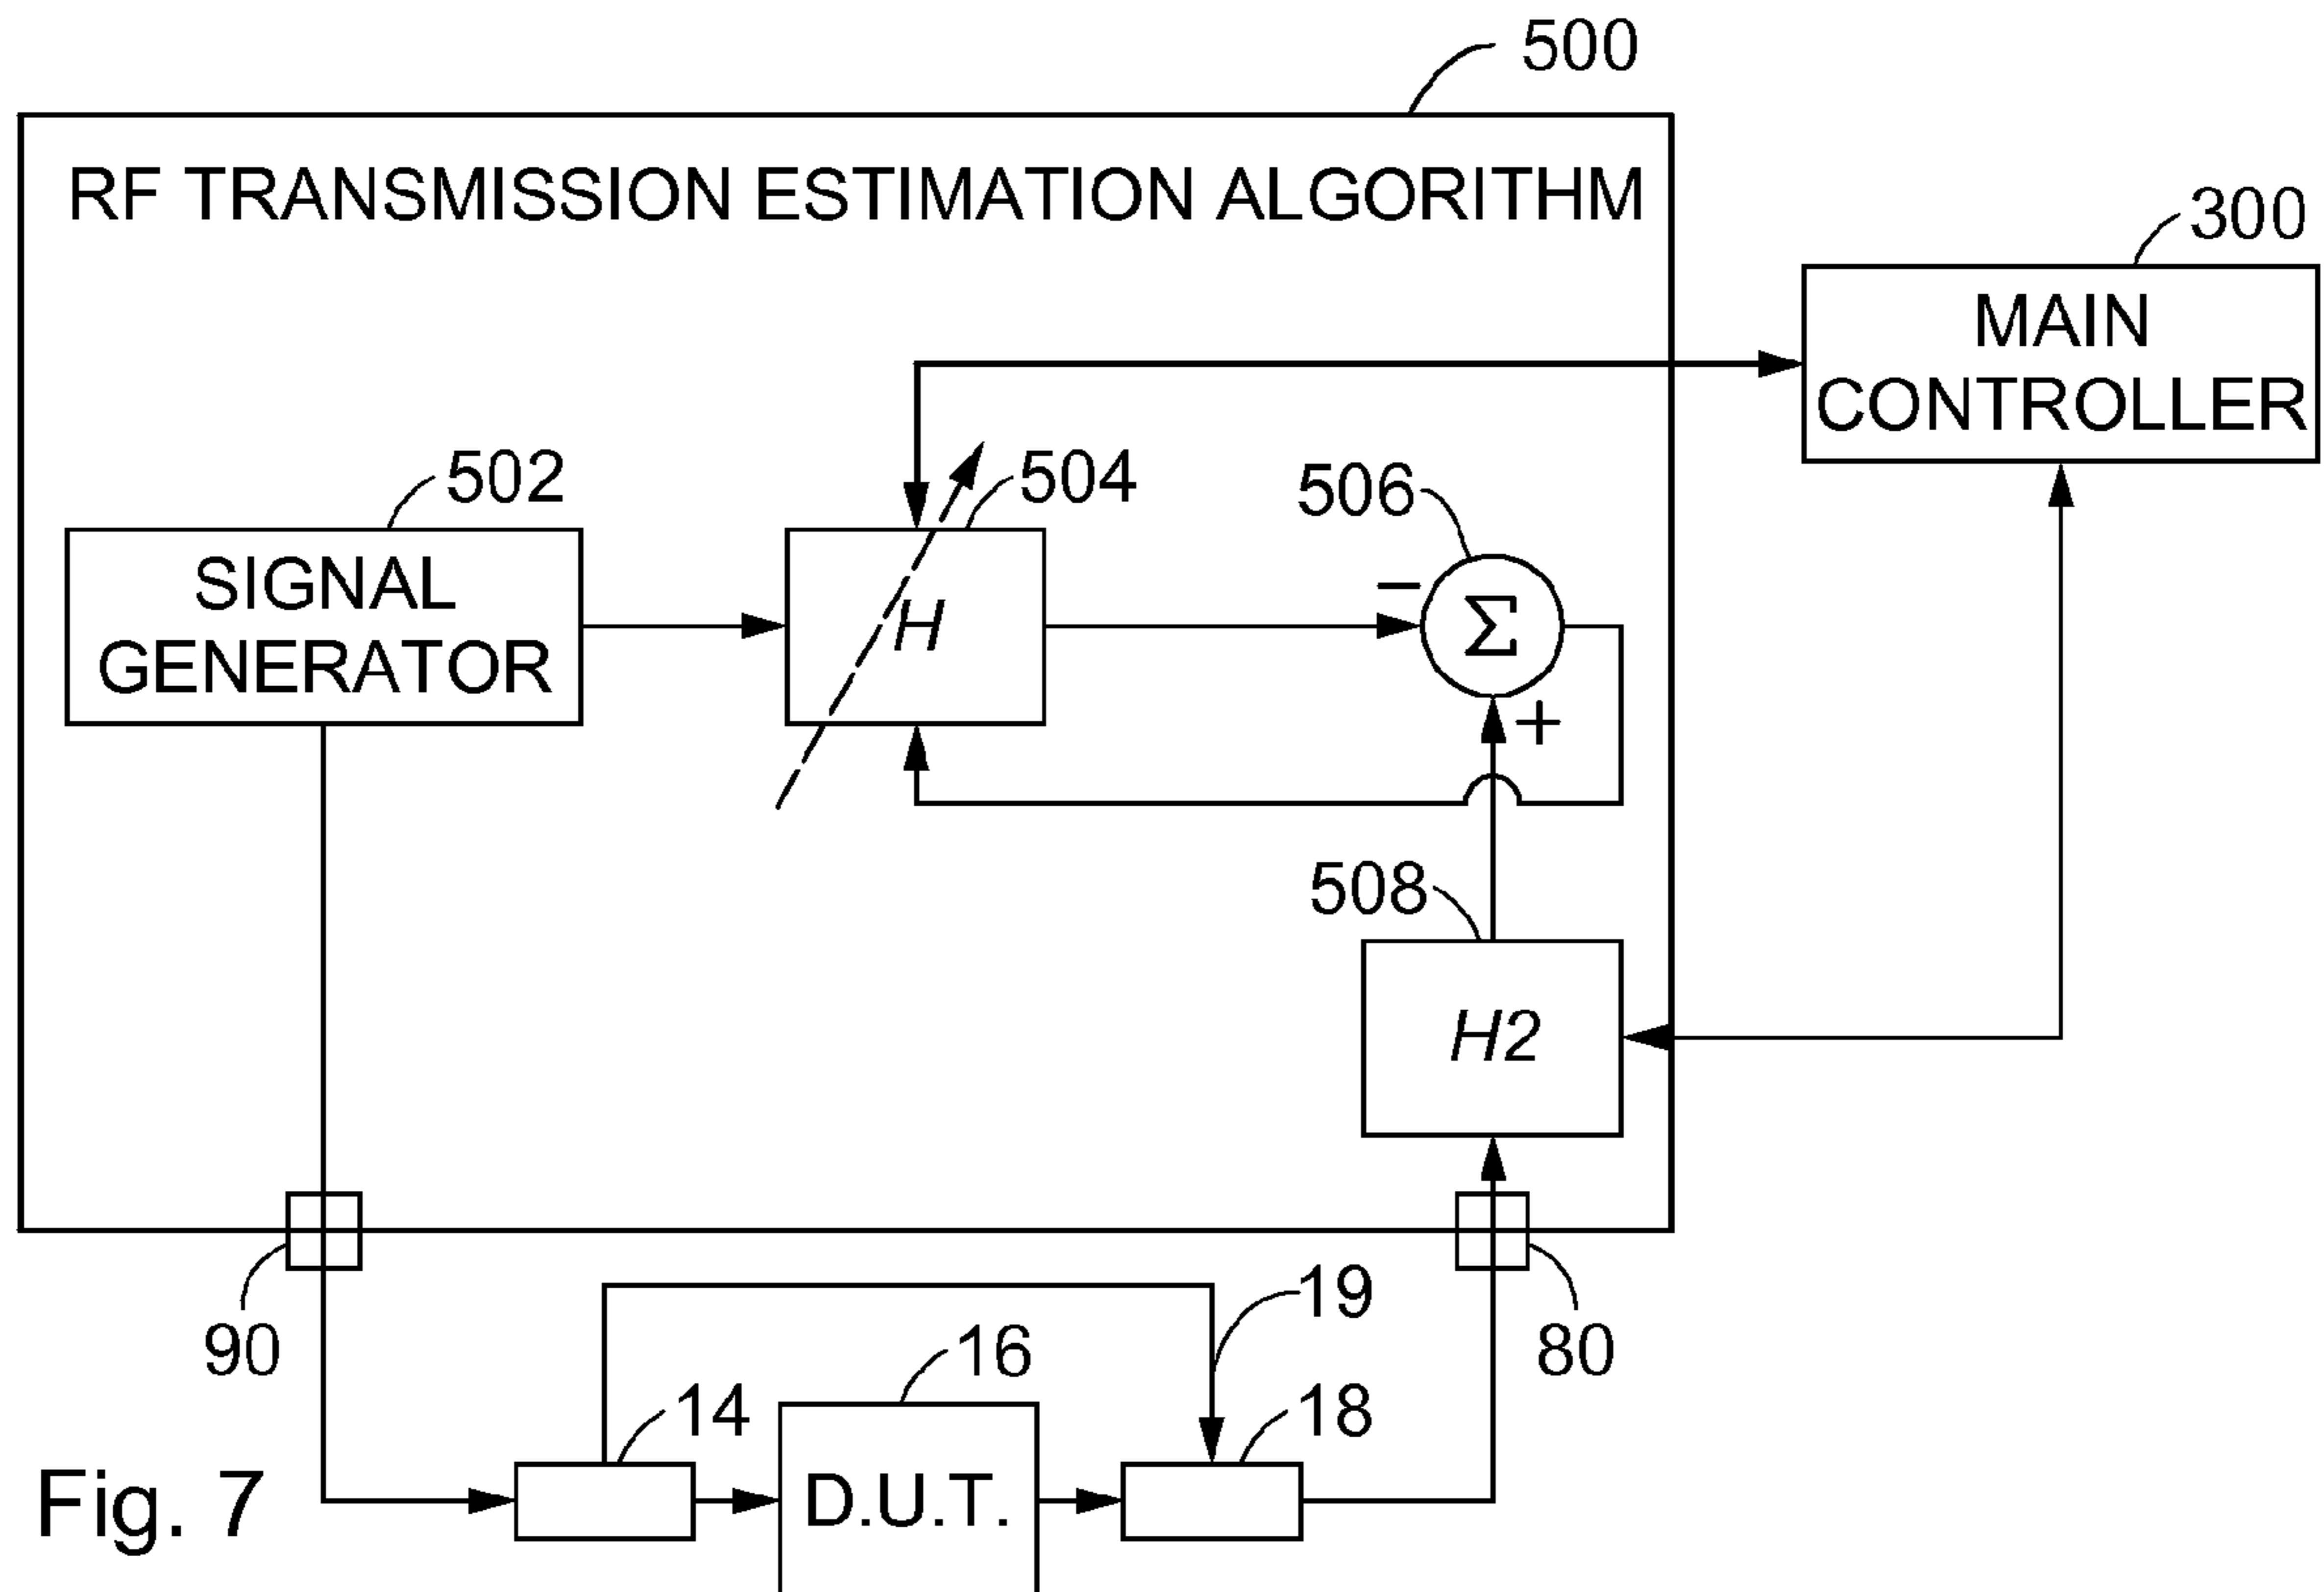 500
RF TRANSMISSION ESTIMATION ALGORITHM
300
MAIN
CONTROLLER
502
504
506
SIGNAL
GENERATOR
H
−
Σ
+
508
H2
90
19
80
16
14
18
D.U.T.
Fig. 7